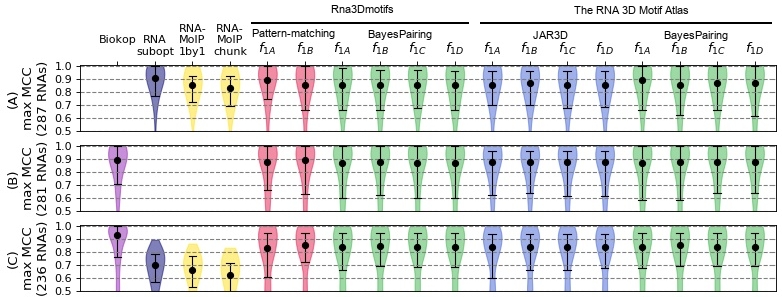 Rna3Dmotifs
The RNA 3D Motif Atlas
Biokop
RNA subopt
RNA-MoIP 1by1
RNA-MoIP chunk
Pattern-matching
BayesPairing
JAR3D
BayesPairing
f1A f1B f1A f1B f1C f1D f1A f1B f1C f1D f1A f1B f1C f1D
(A)
max MCC
(287 RNAs)
1.0
0.9
0.8
0.7
0.6
0.5
(B)
max MCC
(281 RNAs)
1.0
0.9
0.8
0.7
0.6
0.5
(C)
max MCC
(236 RNAs)
1.0
0.9
0.8
0.7
0.6
0.5